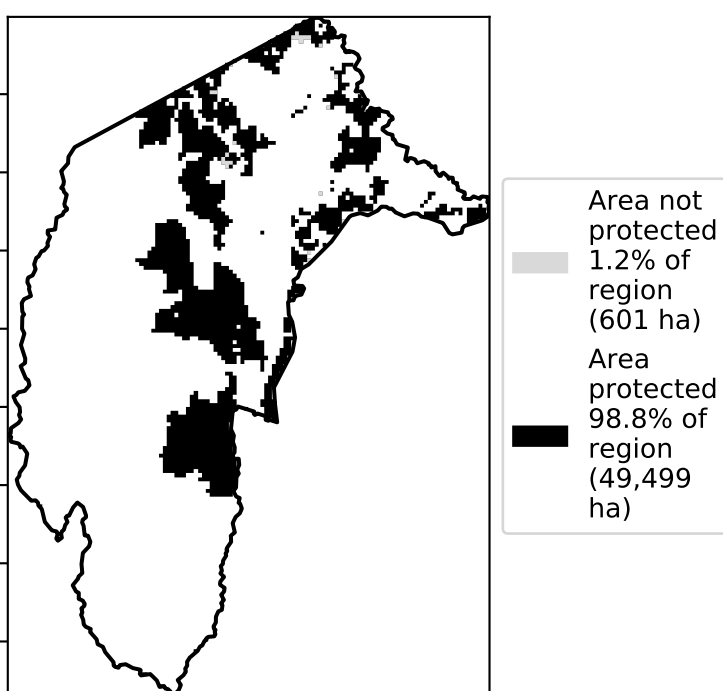 Area not
protected
1.2% of
region
(601 ha)
Area
protected
98.8% of
region
(49,499
ha)